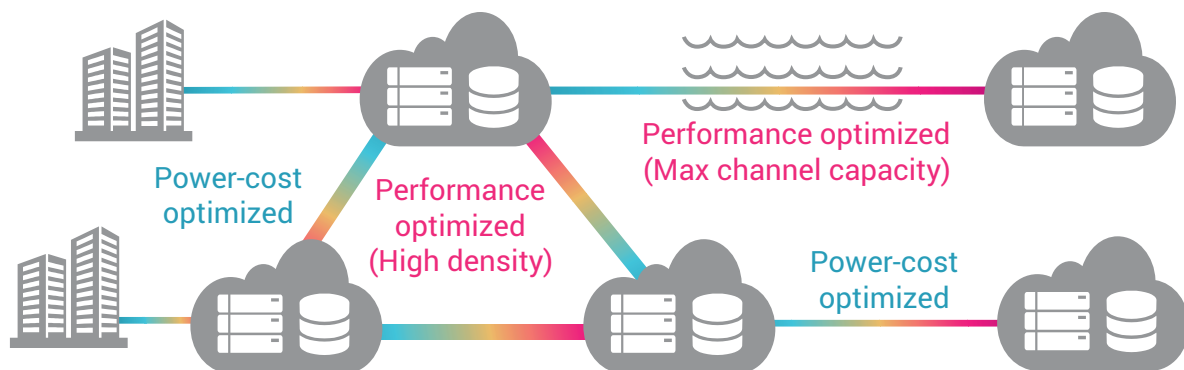 Performance optimized
(Max channel capacity)
Power-cost
optimized
Performance
optimized
(High density)
Power-cost
optimized